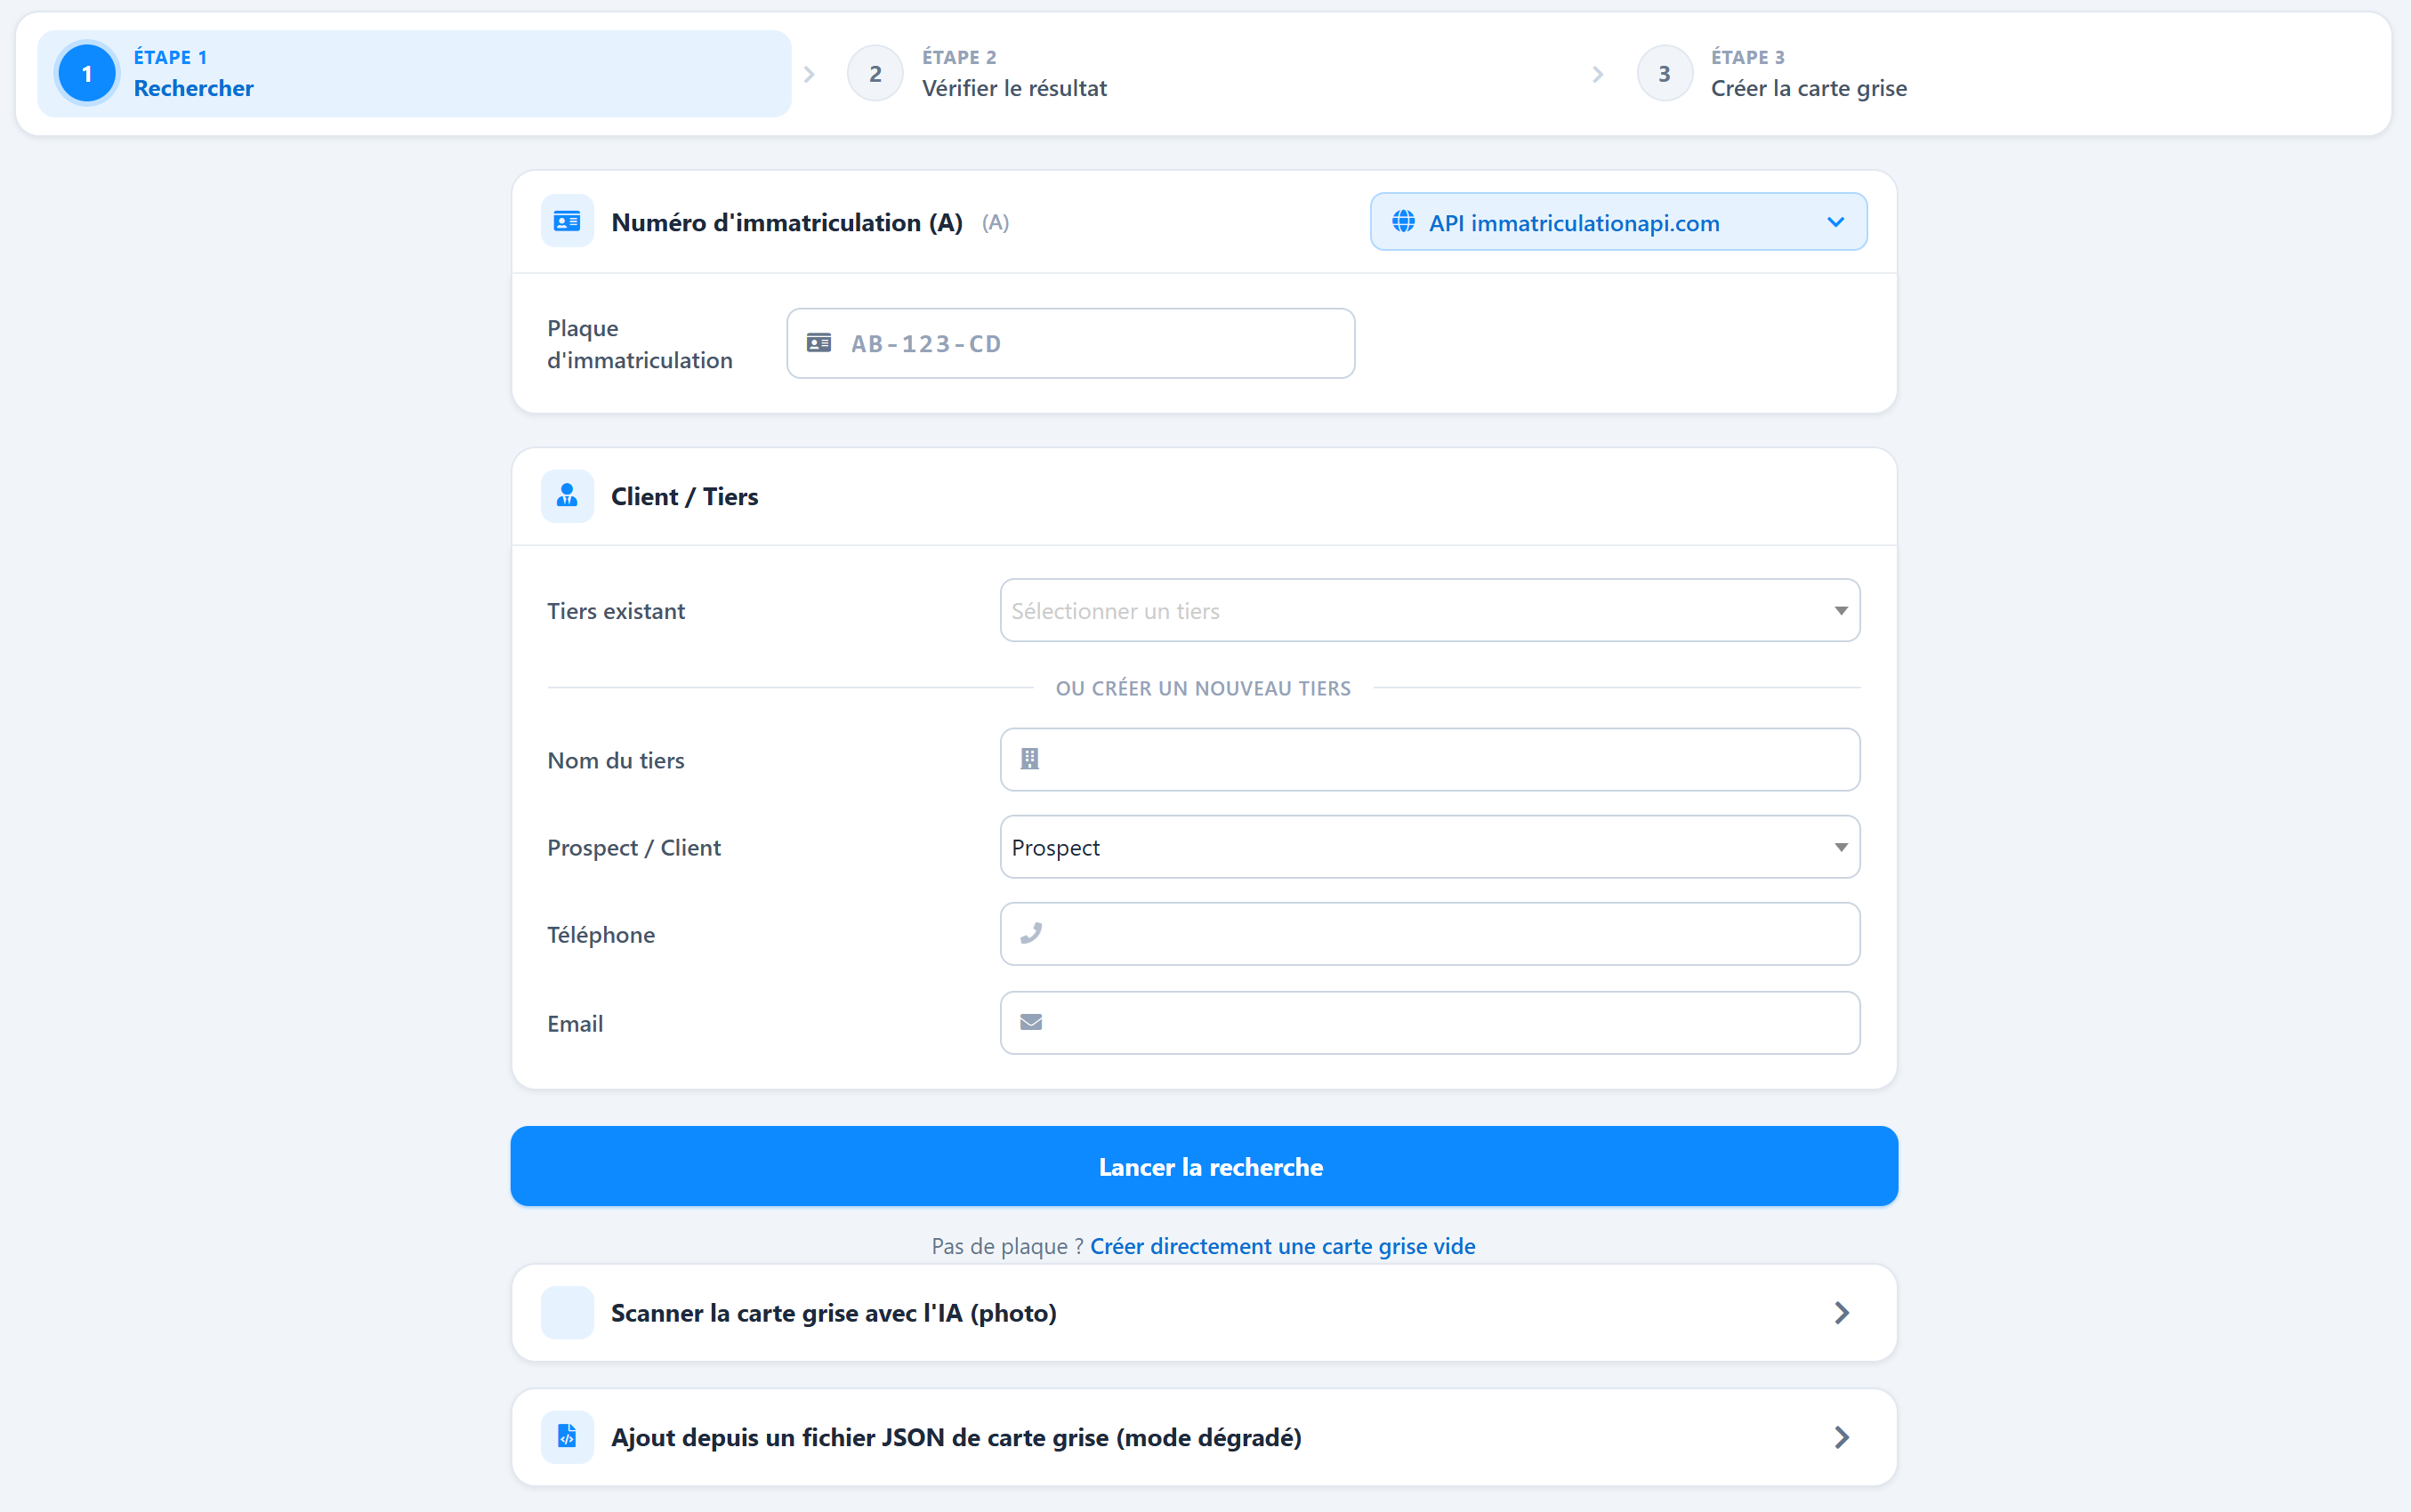 1
ÉTAPE 1
Rechercher
2
ÉTAPE 2
Vérifier le résultat
3
ÉTAPE 3
Créer la carte grise
Numéro d'immatriculation (A) (A)
API immatriculationapi.com
Plaque
d'immatriculation
AB-123-CD
Client / Tiers
Tiers existant
Sélectionner un tiers
OU CRÉER UN NOUVEAU TIERS
Nom du tiers
Prospect / Client
Prospect
Téléphone
Email
Lancer la recherche
Pas de plaque ? Créer directement une carte grise vide
Scanner la carte grise avec l'IA (photo)
Ajout depuis un fichier JSON de carte grise (mode dégradé)